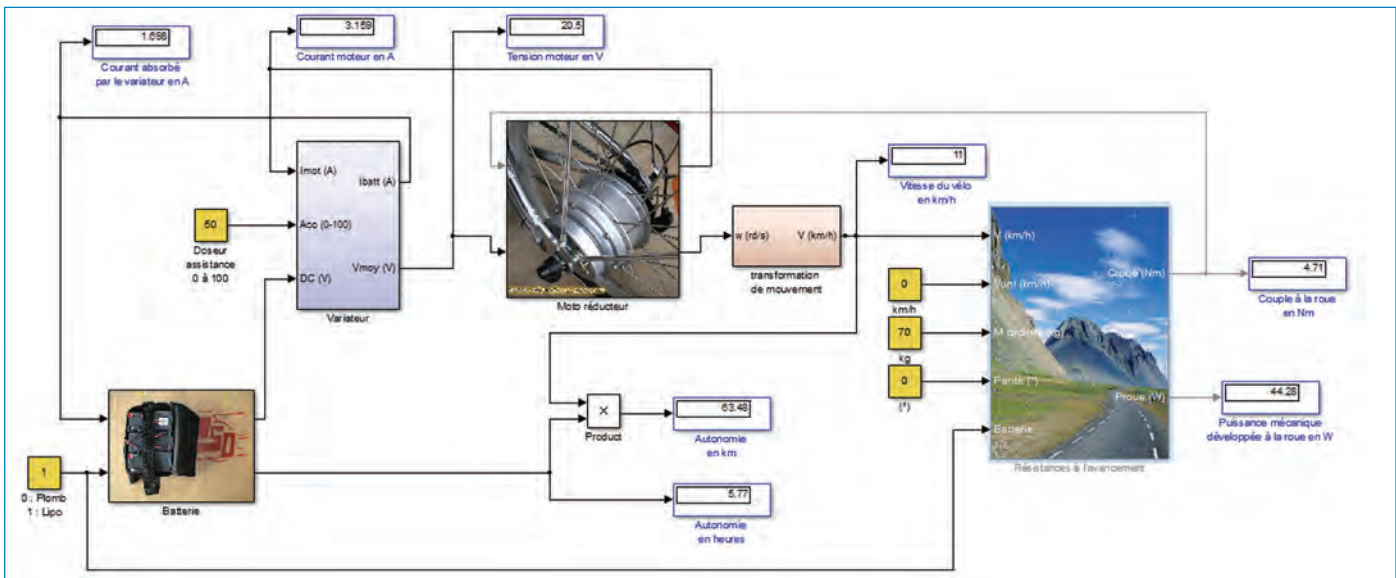 1.698
Courant absorbé
par le variateur en A
3.159
Courant moteur en A
20.5
Tension moteur en V
Imot (A)
Ibatt (A)
Acc (0-100)
Vmoy (V)
DC (V)
Variateur
50
Doseur
assistance
0 à 100
Moto réducteur
w (rd/s)
V (km/h)
transformation
de mouvement
11
Vitesse du vélo
en km/h
V (km/h)
Vent (km/h)
Pente (°)
Batterie
Croue (Nm)
Proue (W)
Résistances à l'avancement
0
km/h
70
kg
0
(°)
4.71
Couple à la roue
en Nm
44.28
Puissance mécanique
développée à la roue en W
×
Product
63.48
Autonomie
en km
5.77
Autonomie
en heures
1
0 : Plomb
1 : Lipo
Batterie